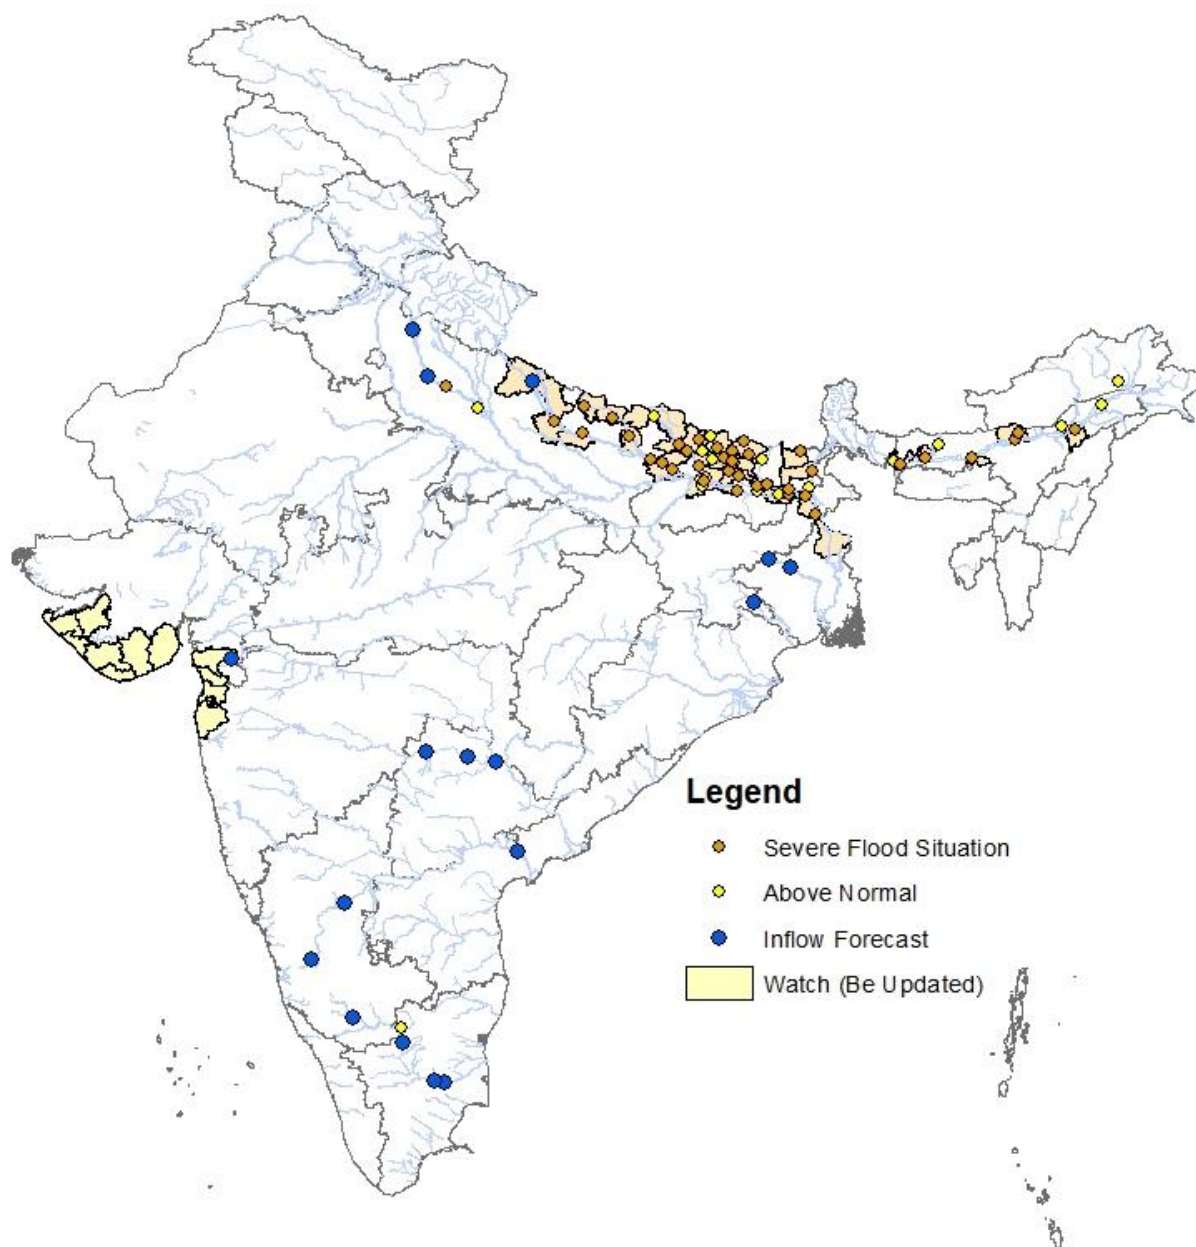 Legend
Severe Flood Situation
Above Normal
Inflow Forecast
Watch (Be Updated)